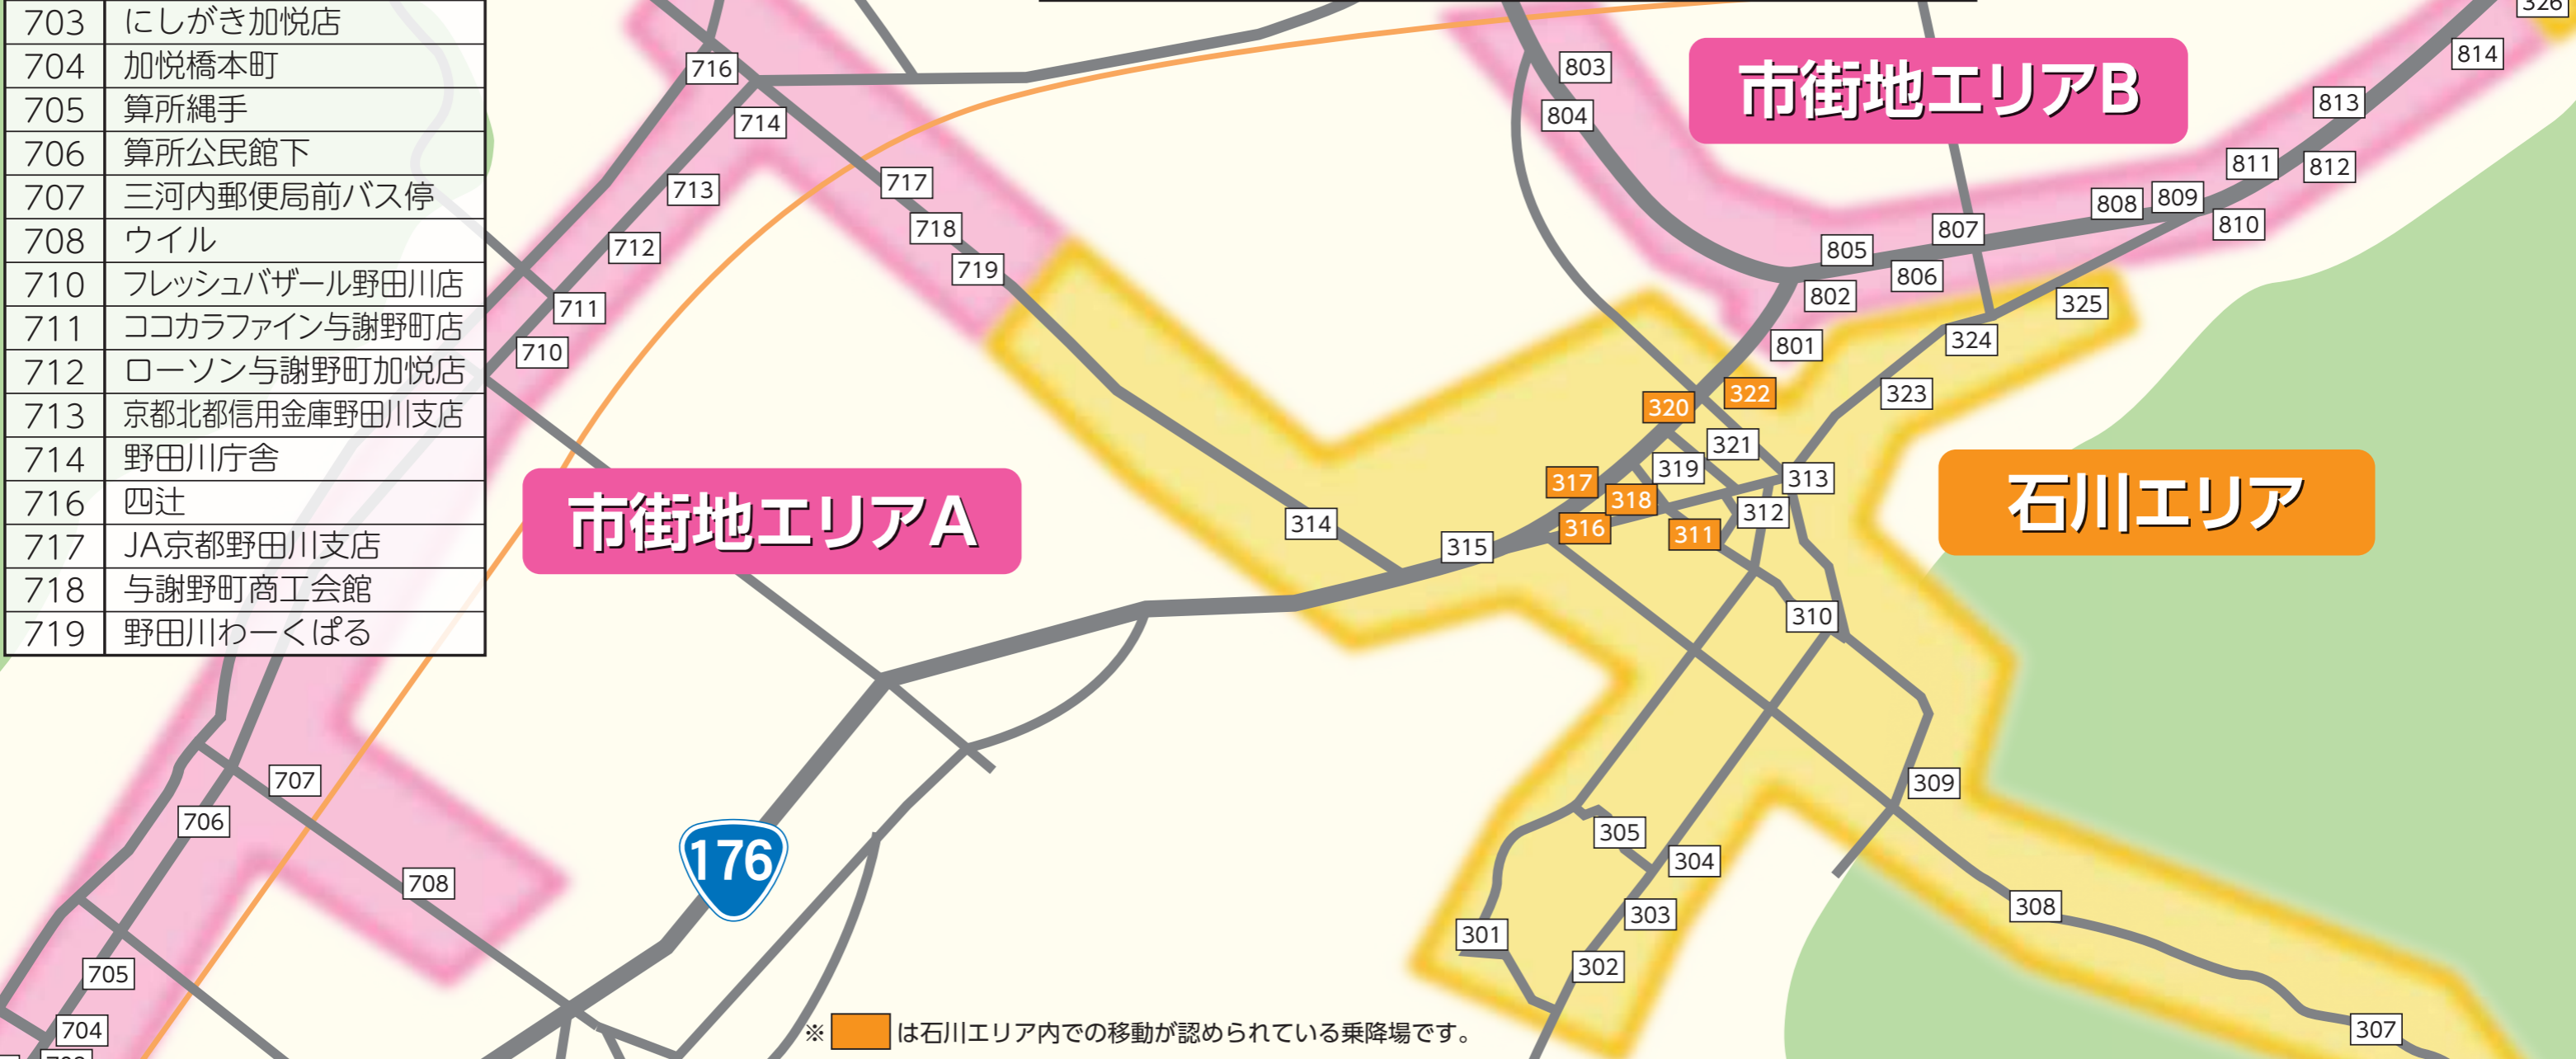 703 にしがき加悦店
704 加悦橋本町
705 算所縄手
706 算所公民館下
707 三河内郵便局前バス停
708 ウイル
710 フレッシュバザール野田川店
711 ココカラファイン与謝野町店
712 ローソン与謝野町加悦店
713 京都北都信用金庫野田川支店
714 野田川庁舎
716 四辻
717 JA京都野田川支店
718 与謝野町商工会館
719 野田川わーくぱる
716
714
713
712
711
710
717
718
719
市街地エリアA
707
706
708
705
704
176
803
804
市街地エリアB
326
814
813
811
812
808
809
810
807
805
806
802
801
325
324
323
322
320
321
319
313
317
318
316
312
311
315
314
石川エリア
310
309
305
304
303
308
301
302
307
※ は石川エリア内での移動が認められている乗降場です。